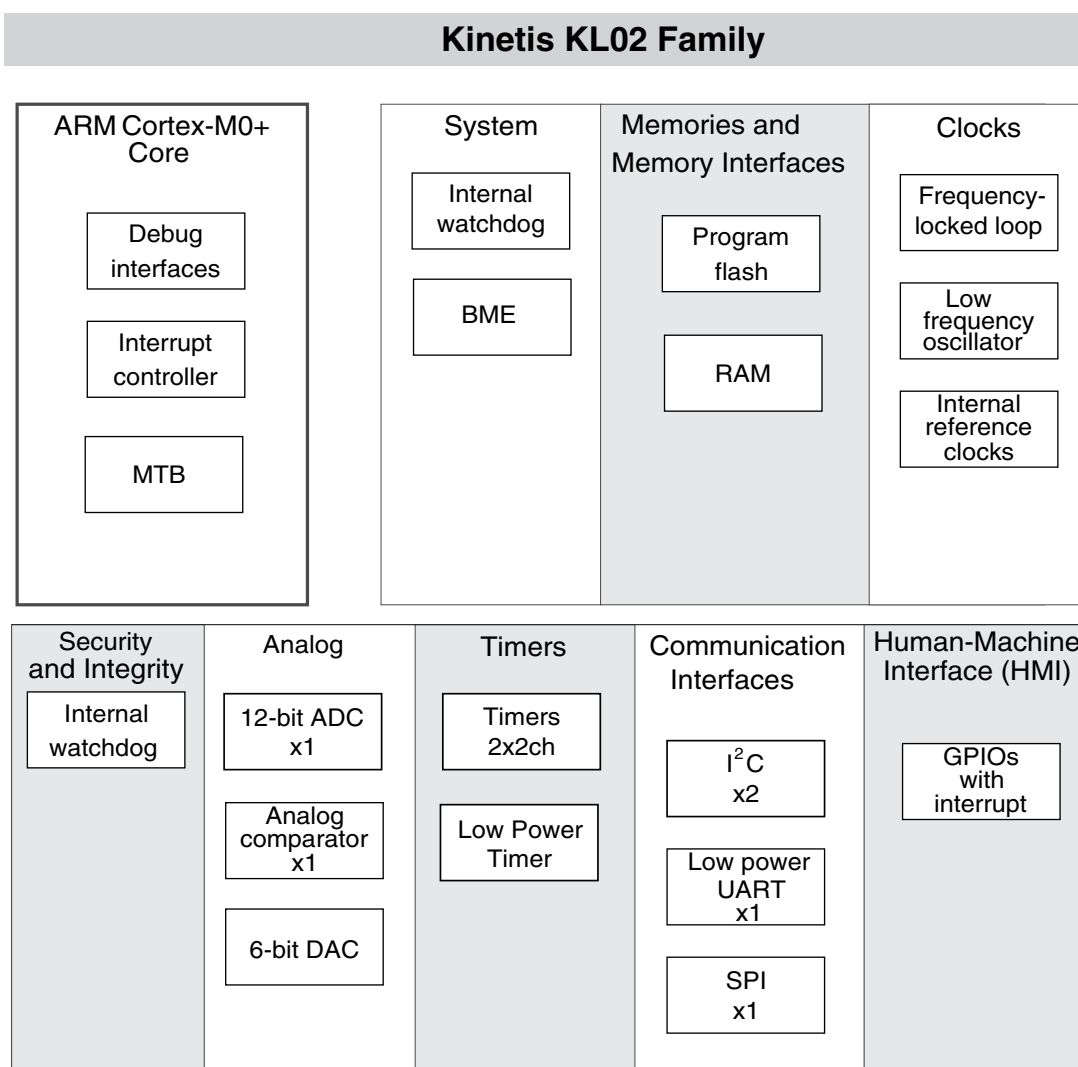 Kinetis KL02 Family
ARM Cortex-M0+
Core
Debug
interfaces
Interrupt
controller
MTB
System
Internal
watchdog
BME
Memories and
Memory Interfaces
Program
flash
RAM
Clocks
Frequency-
locked loop
Low
frequency
oscillator
Internal
reference
clocks
Security
and Integrity
Internal
watchdog
Analog
12-bit ADC
x1
Analog
comparator
x1
6-bit DAC
Timers
Timers
2x2ch
Low Power
Timer
Communication
Interfaces
I²C
x2
Low power
UART
x1
SPI
x1
Human-Machine
Interface (HMI)
GPIOs
with
interrupt